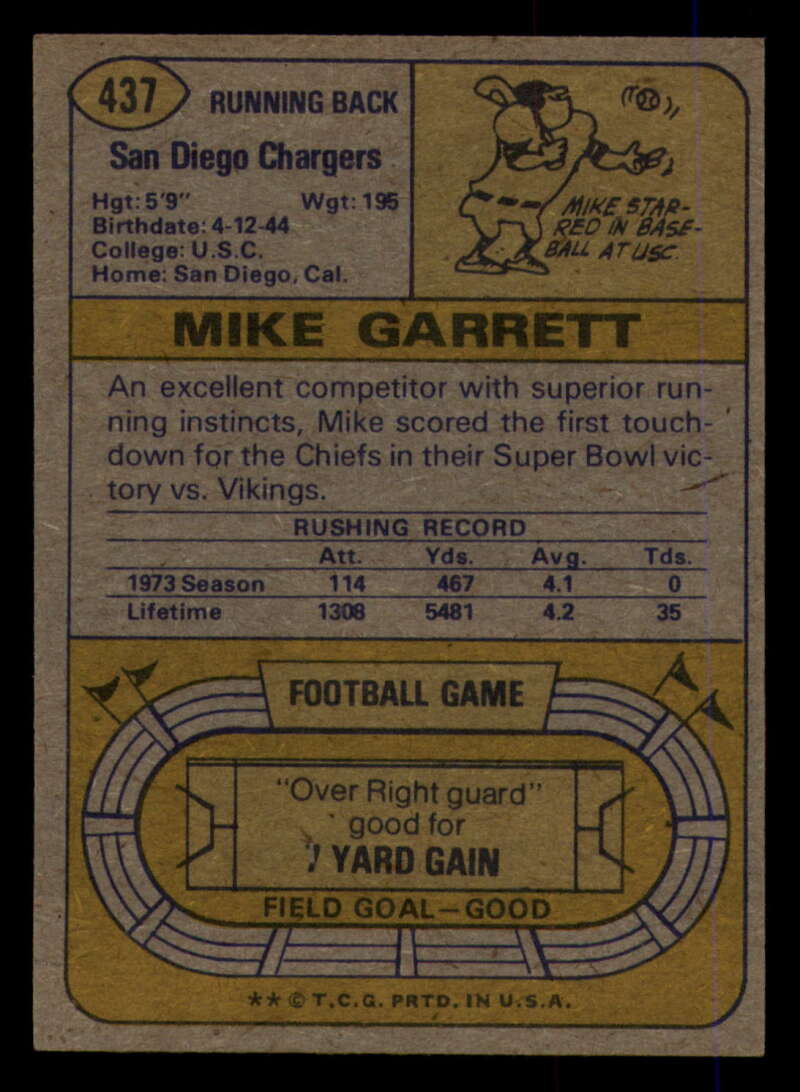 437
RUNNING BACK
San Diego Chargers
Hgt: 5'9" Wgt: 195
Birthdate: 4-12-44
College: U.S.C.
Home: San Diego, Cal.
MIKE STAR-
RED IN BASE-
BALL AT USC.
MIKE GARRETT
An excellent competitor with superior run-
ning instincts, Mike scored the first touch-
down for the Chiefs in their Super Bowl vic-
tory vs. Vikings.
RUSHING RECORD
Att. Yds. Avg. Tds.
1973 Season 114 467 4.1 0
Lifetime 1308 5481 4.2 35
FOOTBALL GAME
"Over Right guard"
good for
YARD GAIN
FIELD GOAL—GOOD
** © T.C.G. PRTD. IN U.S.A.